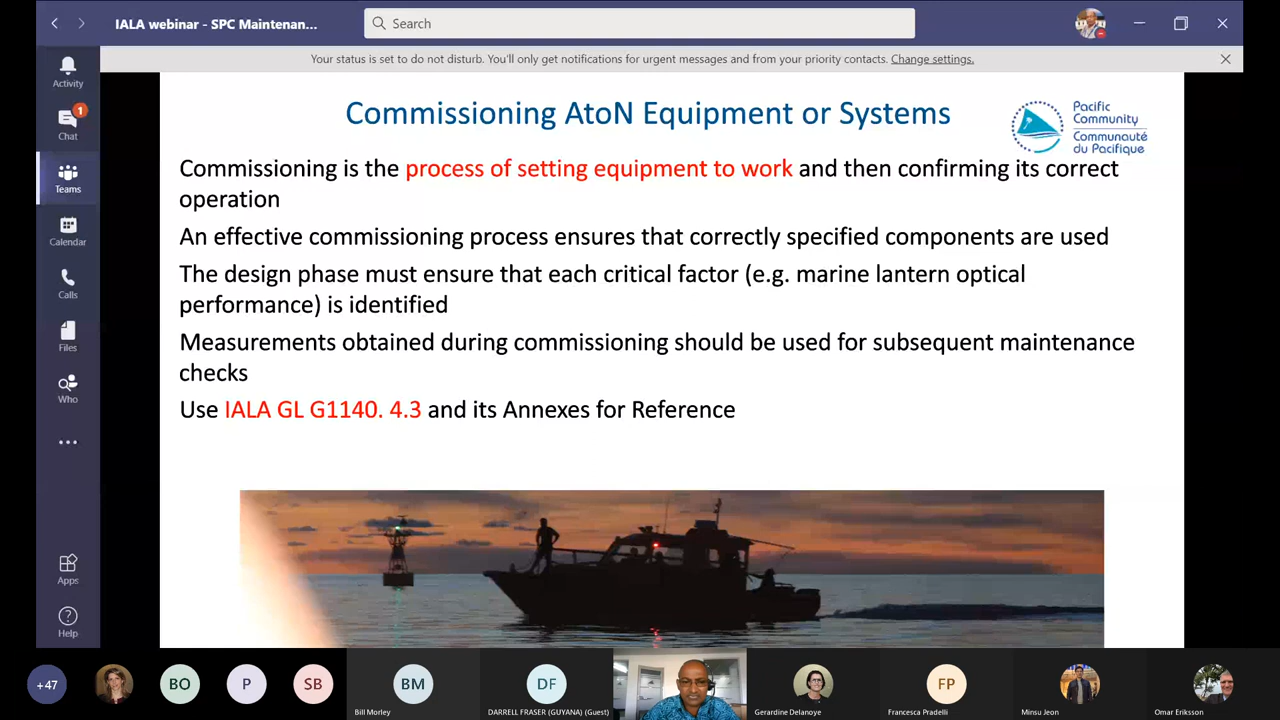 IALA webinar - SPC Maintenan...
Search
Your status is set to do not disturb. You'll only get notifications for urgent messages and from your priority contacts. Change settings.
Activity
1
Chat
Teams
Calendar
Calls
Files
Who
Apps
Help
Commissioning AtoN Equipment or Systems
Pacific
Community
Communauté
du Pacifique
Commissioning is the process of setting equipment to work and then confirming its correct
operation
An effective commissioning process ensures that correctly specified components are used
The design phase must ensure that each critical factor (e.g. marine lantern optical
performance) is identified
Measurements obtained during commissioning should be used for subsequent maintenance
checks
Use IALA GL G1140. 4.3 and its Annexes for Reference
+47
BO
P
SB
BM
Bill Morley
DF
DARRELL FRASER (GUYANA) (Guest)
Gerardine Delanoye
FP
Francesca Pradelli
Minsu Jeon
Omar Eriksson